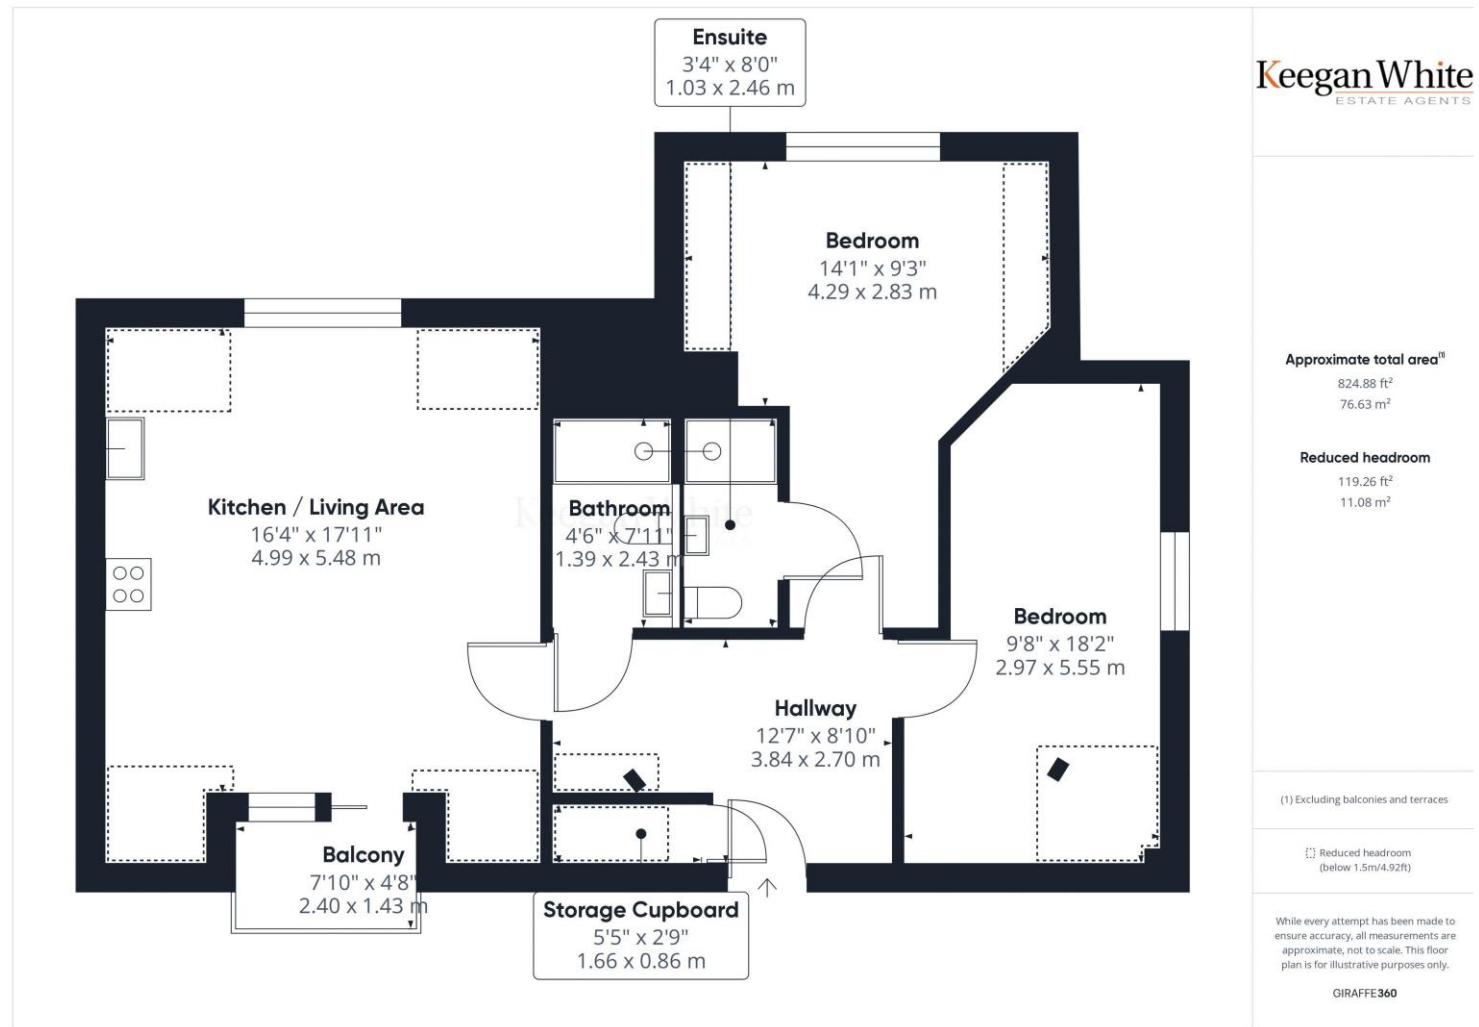 Ensuite
3'4" x 8'0"
1.03 x 2.46 m
Bedroom
14'1" x 9'3"
4.29 x 2.83 m
Kitchen / Living Area
16'4" x 17'11"
4.99 x 5.48 m
Keegan White
Bathroom
4'6" x 7'11"
1.39 x 2.43 m
Bedroom
9'8" x 18'2"
2.97 x 5.55 m
Hallway
12'7" x 8'10"
3.84 x 2.70 m
Balcony
7'10" x 4'8"
2.40 x 1.43 m
Storage Cupboard
5'5" x 2'9"
1.66 x 0.86 m
Keegan White
ESTATE AGENTS
Approximate total area(1)
824.88 ft²
76.63 m²
Reduced headroom
119.26 ft²
11.08 m²
(1) Excluding balconies and terraces
Reduced headroom
(below 1.5m/4.92ft)
While every attempt has been made to
ensure accuracy, all measurements are
approximate, not to scale. This floor
plan is for illustrative purposes only.
GIRAFFE360